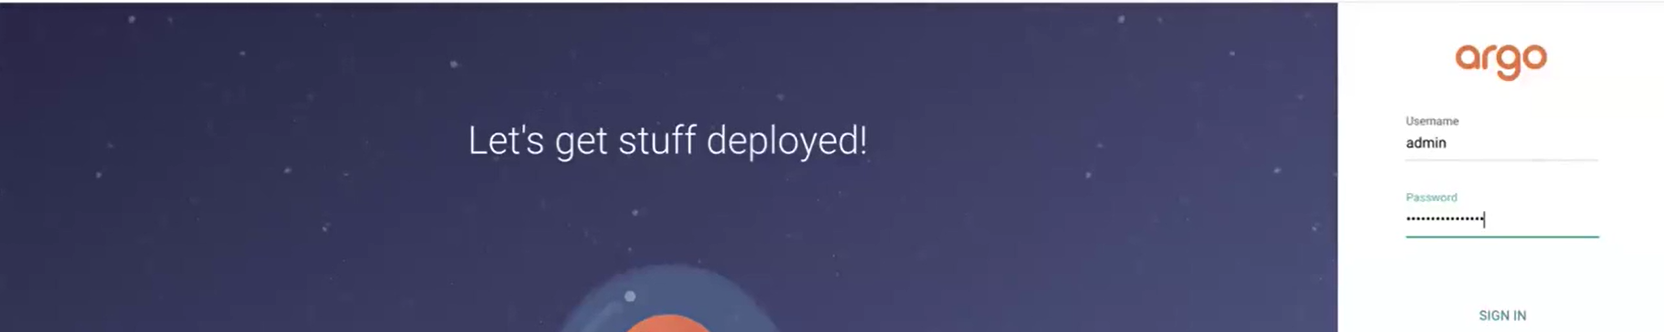 Let's get stuff deployed!
argo
Username
admin
Password
••••••••••••••••
SIGN IN